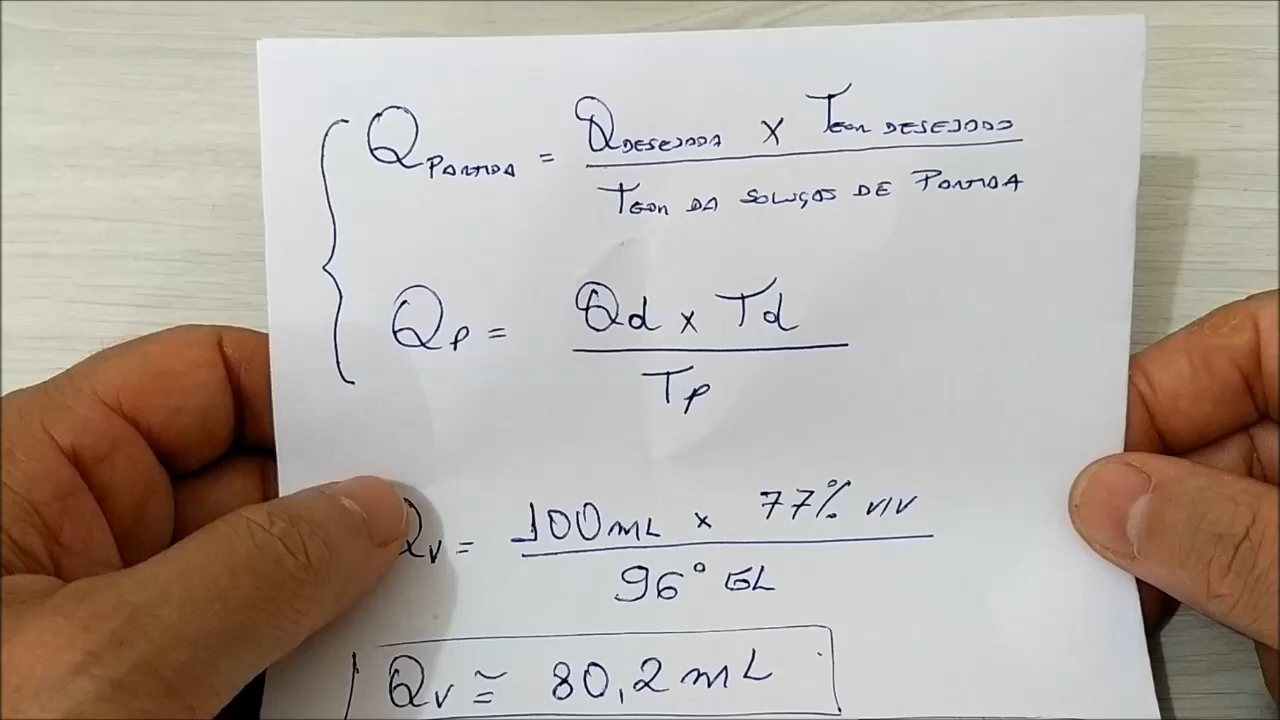 Q PARTIDA = Q DESEJADA X TEOR DESEJADO
TEOR DA SOLUÇÃO DE PARTIDA
Qp = Qd x Td
Tp
Qv = 100mL x 77% v/v
96° GL
Qv ≅ 80,2 mL